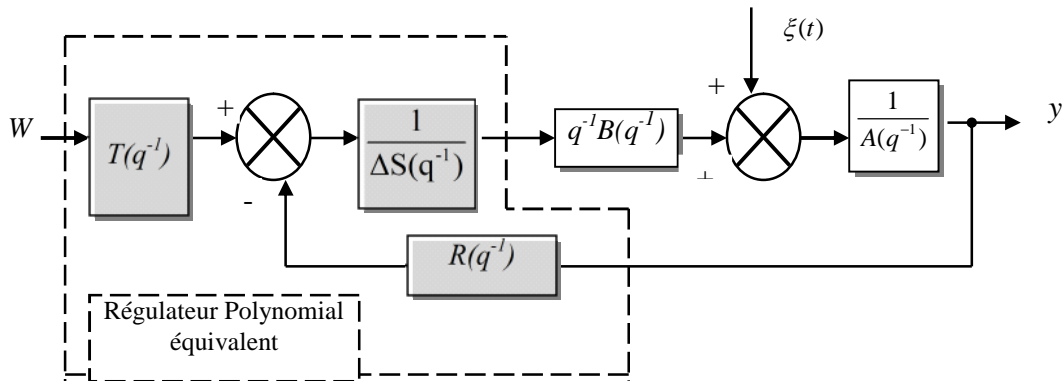 ξ(t)
W
+
T(q⁻¹)
-
1
ΔS(q⁻¹)
q⁻¹B(q⁻¹)
+
+
1
A(q⁻¹)
y
R(q⁻¹)
Régulateur Polynomial
équivalent